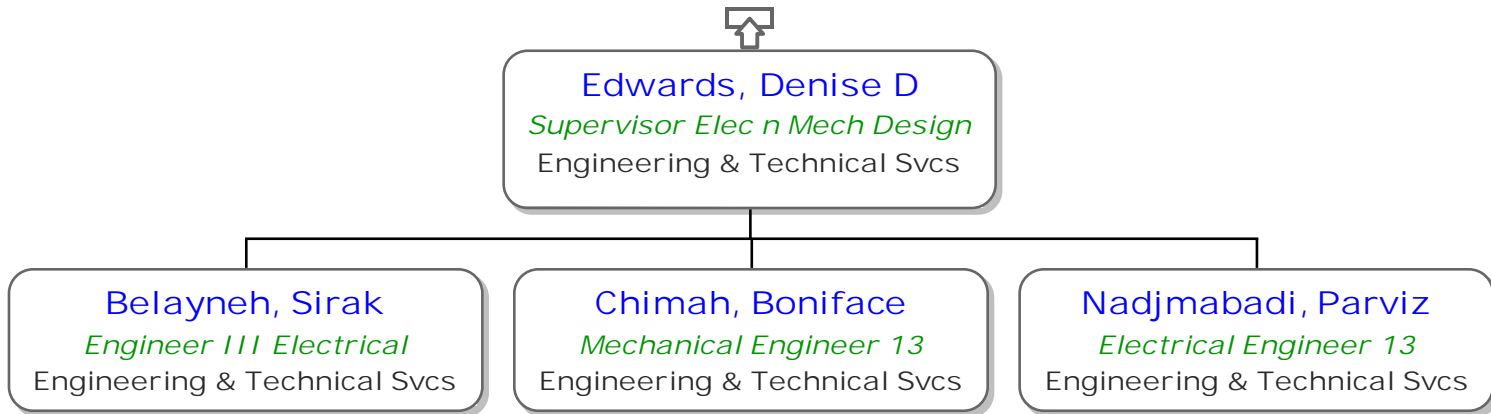 Edwards, Denise D
Supervisor Elec n Mech Design
Engineering & Technical Svcs
Belayneh, Sirak
Engineer III Electrical
Engineering & Technical Svcs
Chimah, Boniface
Mechanical Engineer 13
Engineering & Technical Svcs
Nadjmabadi, Parviz
Electrical Engineer 13
Engineering & Technical Svcs